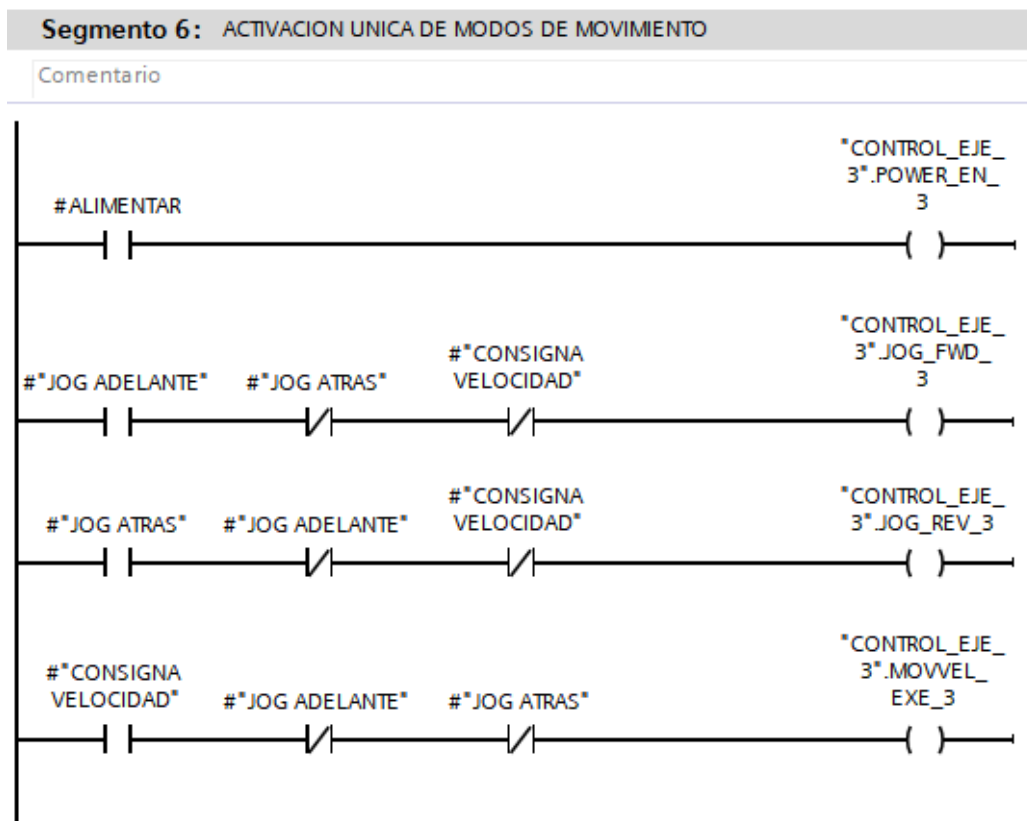 Segmento 6: ACTIVACION UNICA DE MODOS DE MOVIMIENTO
Comentario
"CONTROL_EJE_
3".POWER_EN_
3
#ALIMENTAR
"CONTROL_EJE_
3".JOG_FWD_
3
#"CONSIGNA
VELOCIDAD"
#"JOG ADELANTE" #"JOG ATRAS"
#"CONSIGNA
VELOCIDAD"
"CONTROL_EJE_
3".JOG_REV_3
#"JOG ATRAS" #"JOG ADELANTE"
"CONTROL_EJE_
3".MOVVEL_
EXE_3
#"CONSIGNA
VELOCIDAD"
#"JOG ADELANTE" #"JOG ATRAS"